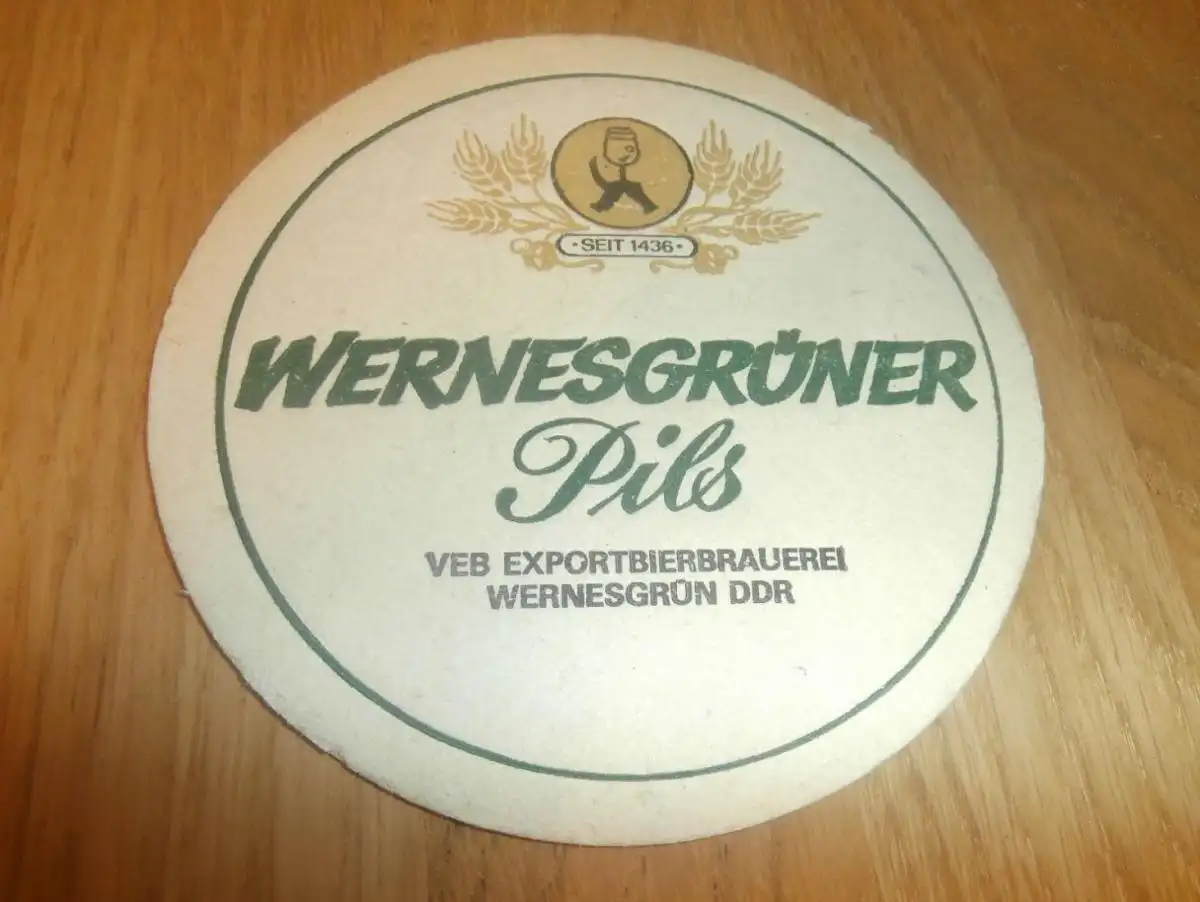 ·SEIT 1436·
WERNESGRÜNER
Pils
VEB EXPORTBIERBRAUEREI
WERNESGRÜN DDR